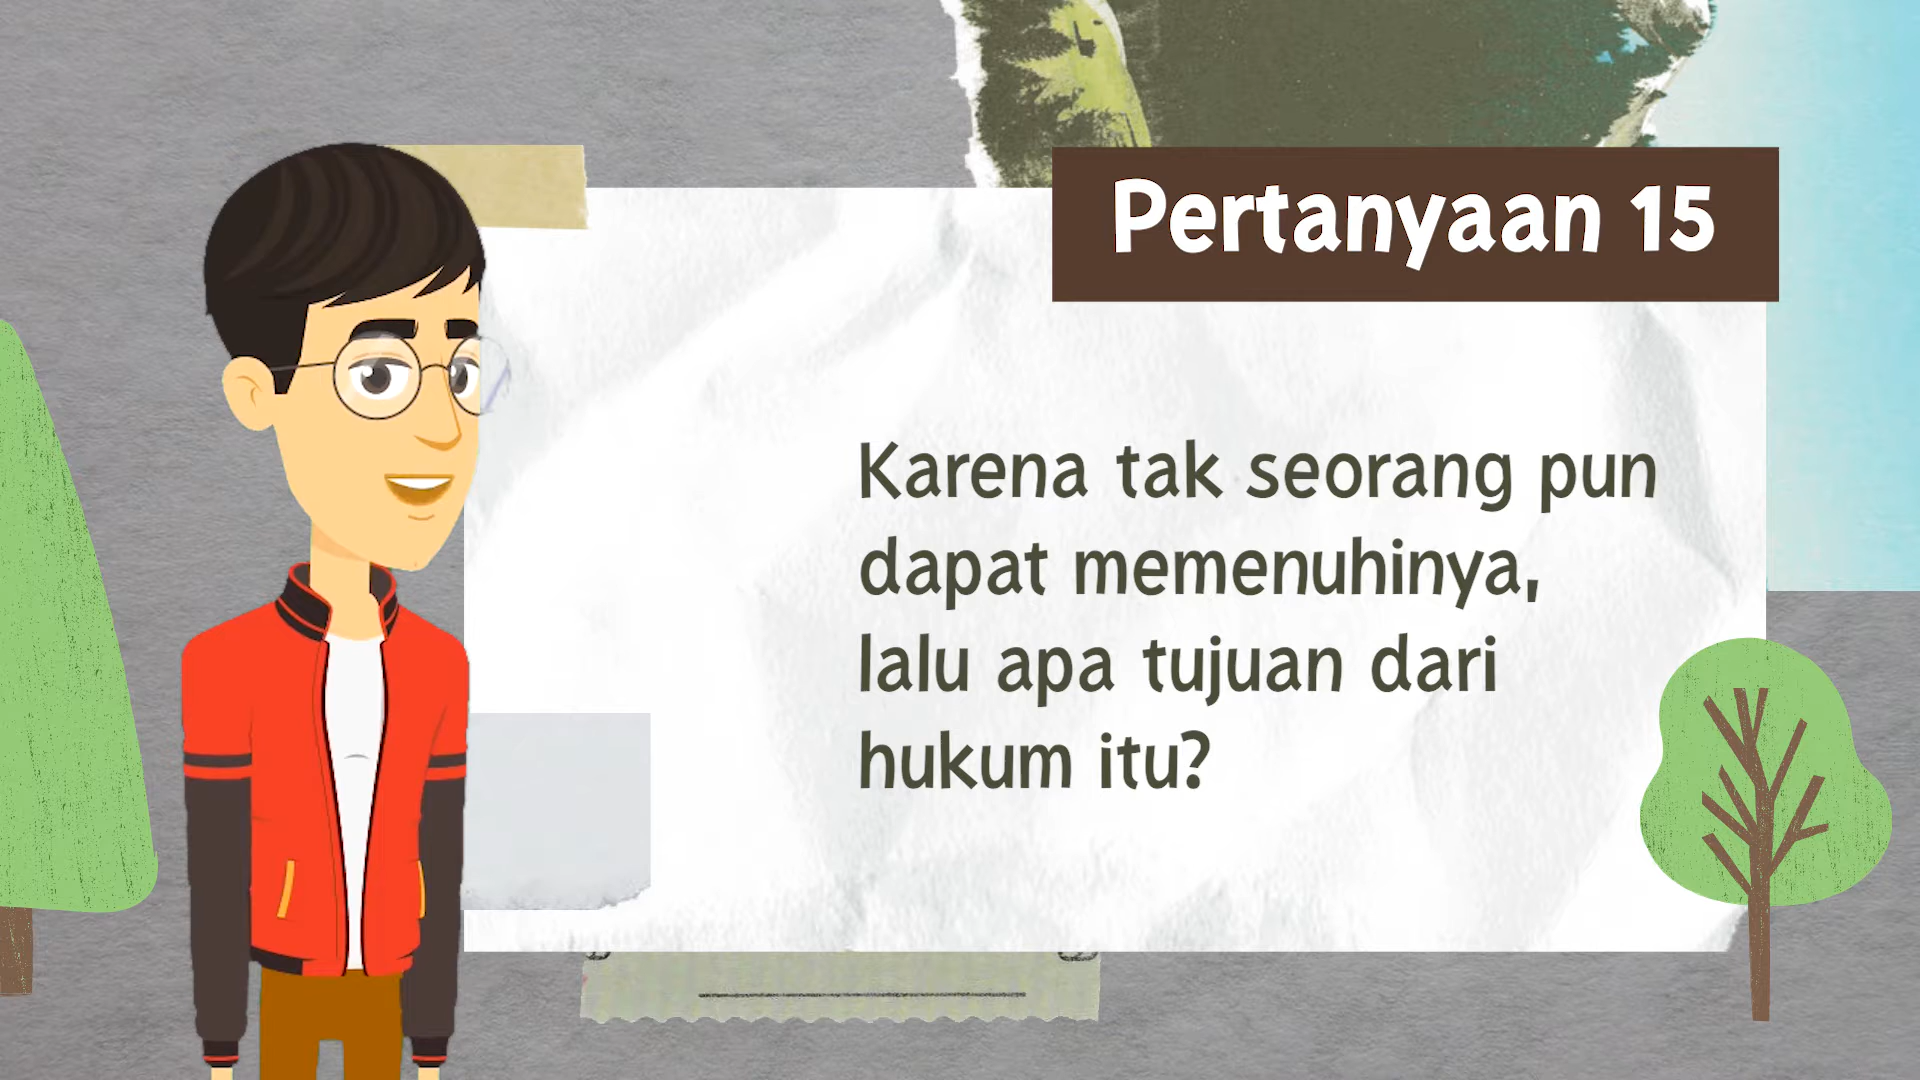 Pertanyaan 15
Karena tak seorang pun
dapat memenuhinya,
lalu apa tujuan dari
hukum itu?